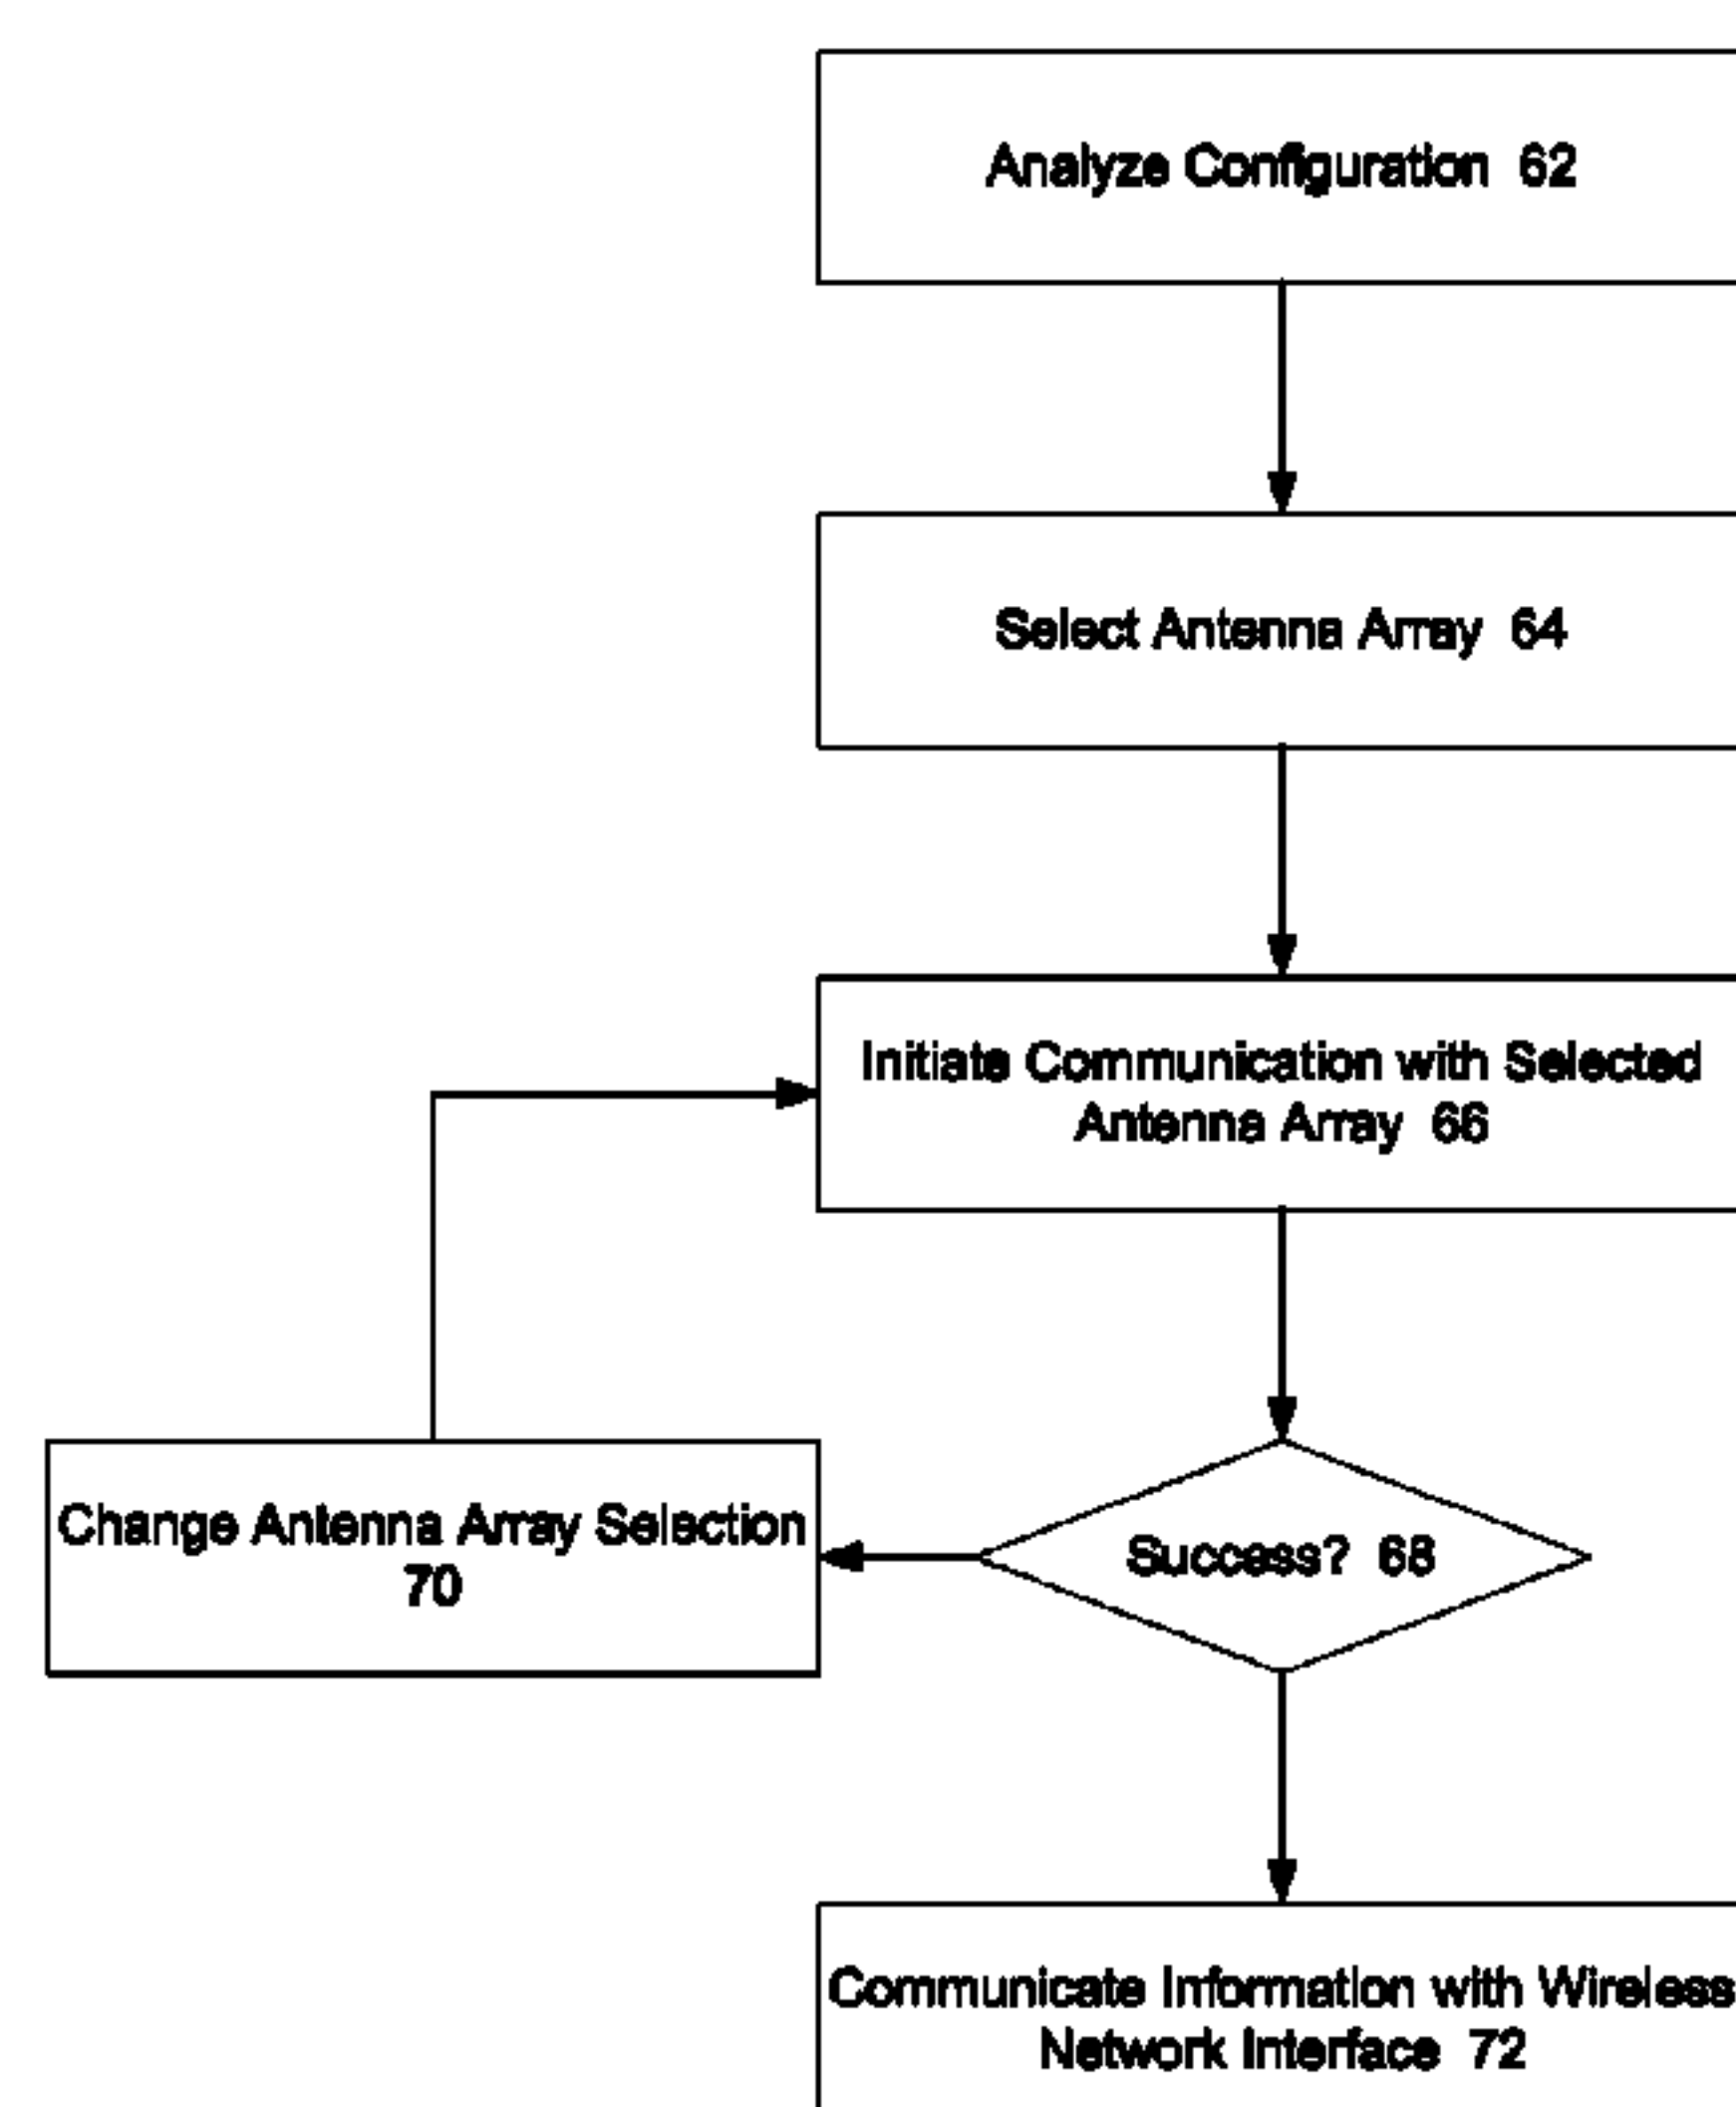 Analyze Configuration 62
Select Antenna Array 64
Initiate Communication with Selected
Antenna Array 66
Change Antenna Array Selection
70
Success? 68
Communicate Information with Wireless
Network Interface 72